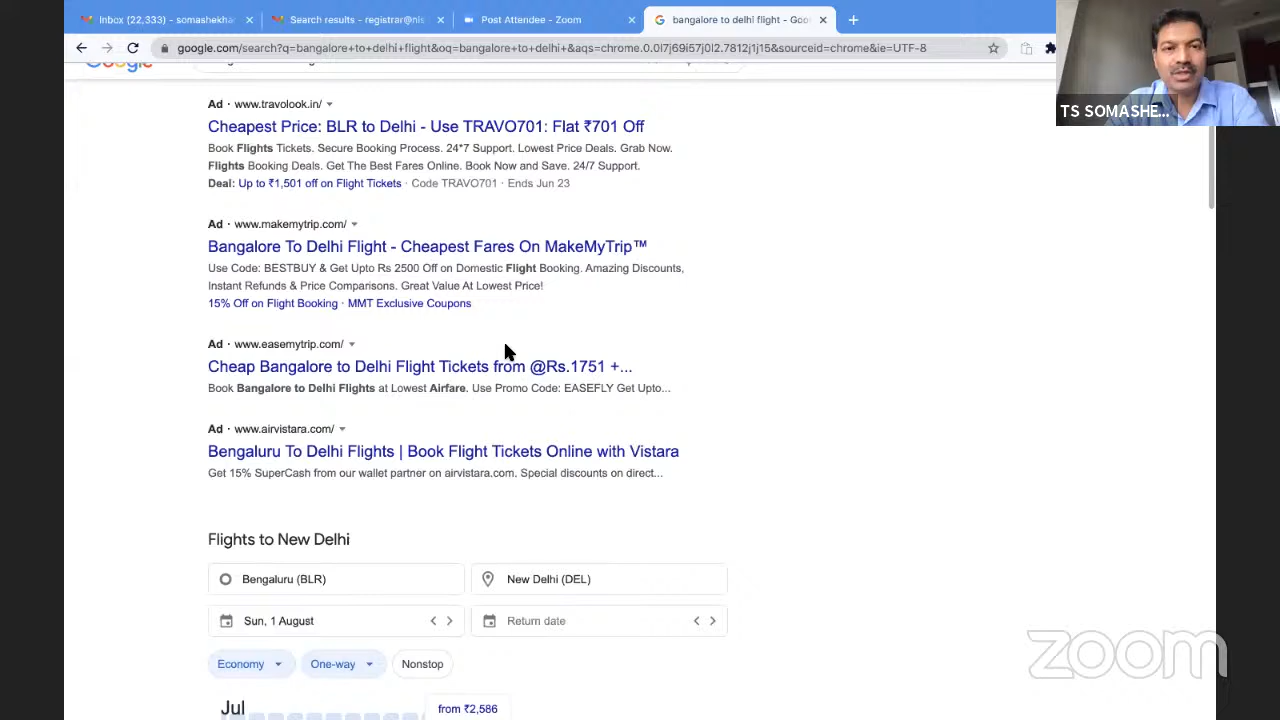 Inbox (22,333) - somashekha
Search results - registrar@nis
Post Attendee - Zoom
bangalore to delhi flight - Goo
google.com/search?q=bangalore+to+delhi+flight&oq=bangalore+to+delhi+&aqs=chrome.0.0l7j69i57j0l2.7812j1j15&sourceid=chrome&ie=UTF-8
TS SOMASHE...
Google
Ad · www.travolook.in/
Cheapest Price: BLR to Delhi - Use TRAVO701: Flat ₹701 Off
Book Flights Tickets. Secure Booking Process. 24*7 Support. Lowest Price Deals. Grab Now.
Flights Booking Deals. Get The Best Fares Online. Book Now and Save. 24/7 Support.
Deal: Up to ₹1,501 off on Flight Tickets · Code TRAVO701 · Ends Jun 23
Ad · www.makemytrip.com/
Bangalore To Delhi Flight - Cheapest Fares On MakeMyTrip™
Use Code: BESTBUY & Get Upto Rs 2500 Off on Domestic Flight Booking. Amazing Discounts,
Instant Refunds & Price Comparisons. Great Value At Lowest Price!
15% Off on Flight Booking · MMT Exclusive Coupons
Ad · www.easemytrip.com/
Cheap Bangalore to Delhi Flight Tickets from @Rs.1751 +...
Book Bangalore to Delhi Flights at Lowest Airfare. Use Promo Code: EASEFLY Get Upto...
Ad · www.airvistara.com/
Bengaluru To Delhi Flights | Book Flight Tickets Online with Vistara
Get 15% SuperCash from our wallet partner on airvistara.com. Special discounts on direct...
Flights to New Delhi
Bengaluru (BLR)
New Delhi (DEL)
Sun, 1 August
Return date
Economy
One-way
Nonstop
Jul
from ₹2,586
zoom